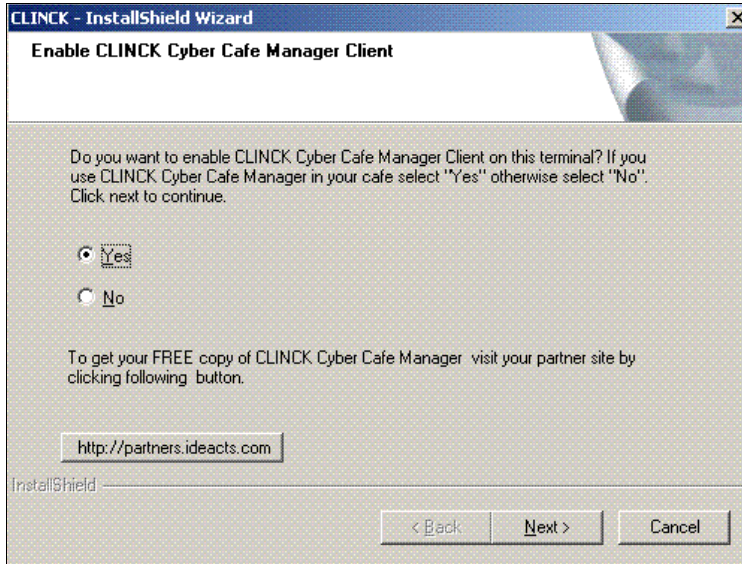 CLINCK - InstallShield Wizard
Enable CLINCK Cyber Cafe Manager Client
Do you want to enable CLINCK Cyber Cafe Manager Client on this terminal? If you
use CLINCK Cyber Cafe Manager in your cafe select "Yes" otherwise select "No".
Click next to continue.
Yes
No
To get your FREE copy of CLINCK Cyber Cafe Manager visit your partner site by
clicking following button.
http://partners.ideacts.com
InstallShield
< Back Next > Cancel